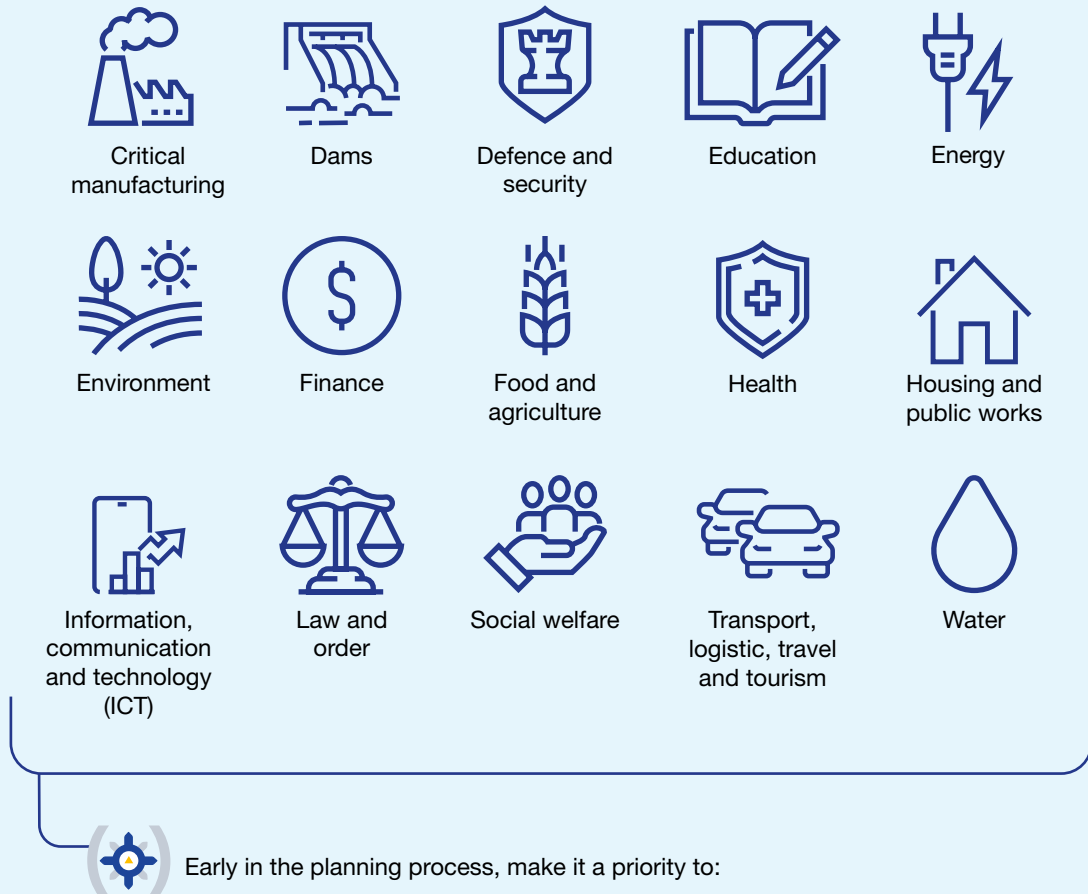 Critical
manufacturing
Dams
Defence and
security
Education
Energy
Environment
$
Finance
Food and
agriculture
Health
Housing and
public works
Information,
communication
and technology
(ICT)
Law and
order
Social welfare
Transport,
logistic, travel
and tourism
Water
Early in the planning process, make it a priority to: